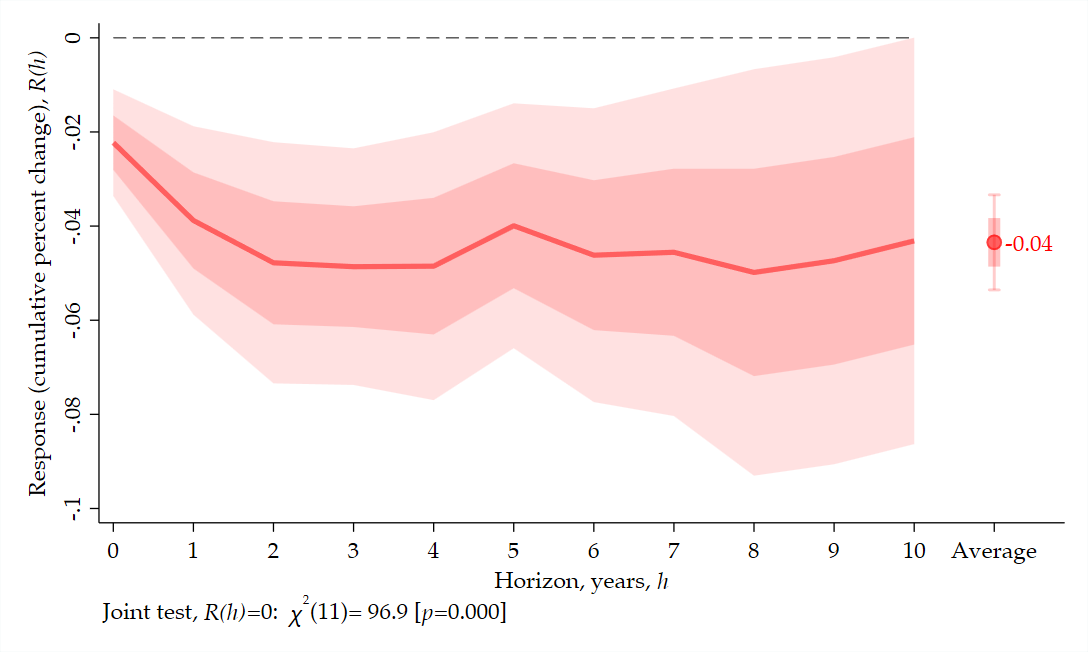 Response (cumulative percent change), R(h)
0
-.02
-.04
-.06
-.08
-.1
-0.04
0 1 2 3 4 5 6 7 8 9 10 Average
Horizon, years, h
Joint test, R(h)=0: χ²(11)= 96.9 [p=0.000]